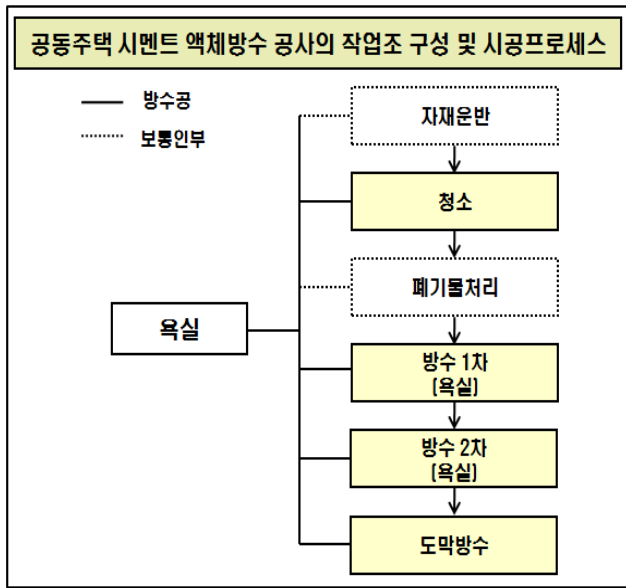 공동주택 시멘트 액체방수 공사의 작업조 구성 및 시공프로세스
방수공
보통인부
자재운반
청소
폐기물처리
욕실
방수 1차
(욕실)
방수 2차
(욕실)
도막방수